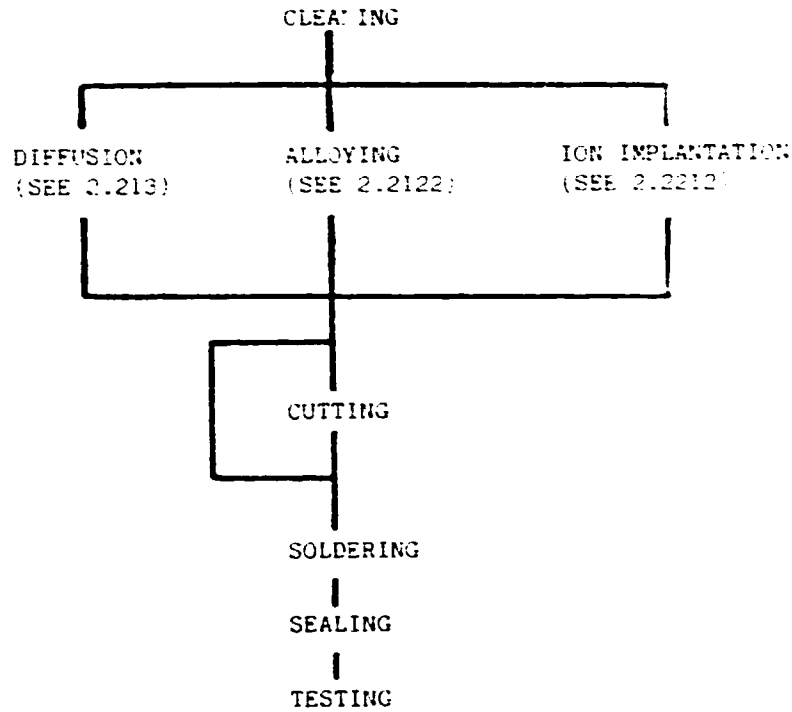 CLEANING
DIFFUSION
(SEE 2.213)
ALLOYING
(SEE 2.2122)
ION IMPLANTATION
(SEE 2.2212)
CUTTING
SOLDERING
SEALING
TESTING